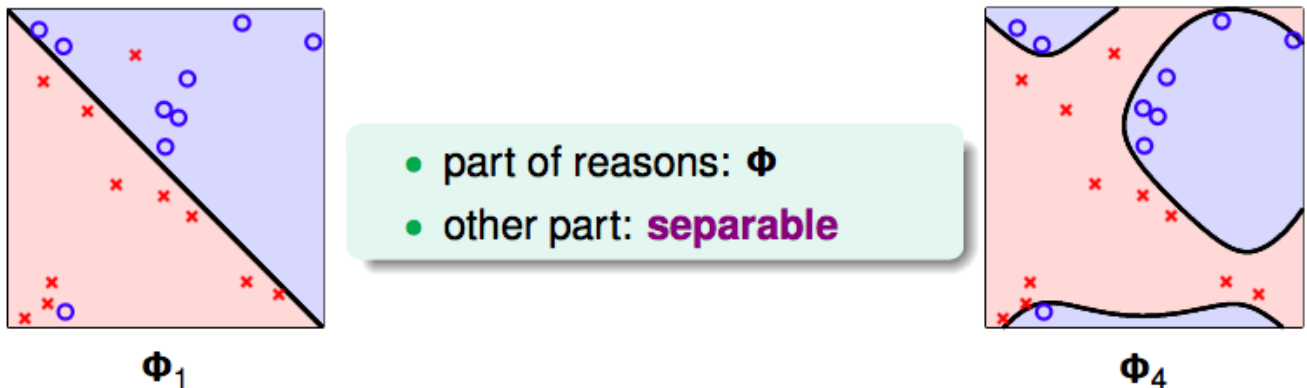 • part of reasons: Φ
• other part: separable
Φ₁
Φ₄